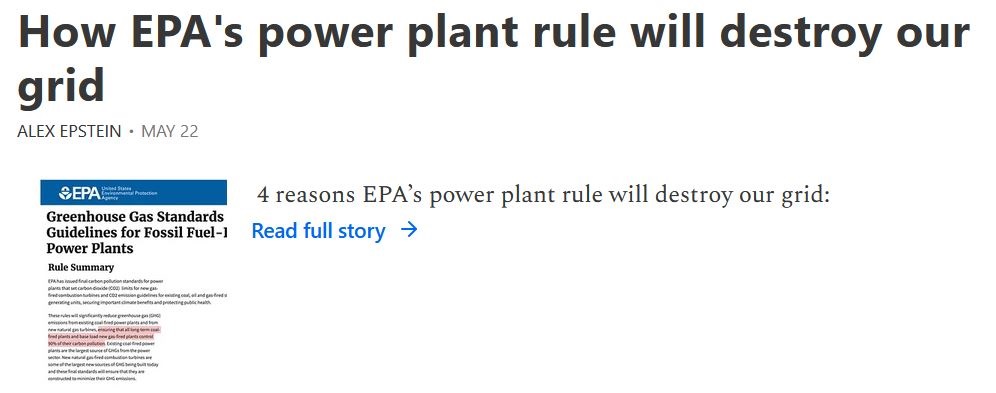 How EPA's power plant rule will destroy our
grid
ALEX EPSTEIN • MAY 22
EPA United States
Environmental Protection
Agency
4 reasons EPA’s power plant rule will destroy our grid:
Read full story →
Greenhouse Gas Standards
Guidelines for Fossil Fuel-
Power Plants
Rule Summary
EPA has issued final carbon pollution standards for power
plants that set carbon dioxide (CO2) limits for new gas-
fired combustion turbines and CO2 emission guidelines for existing coal, oil and gas-fired s
generating units, securing important climate benefits and protecting public health.
These rules will significantly reduce greenhouse gas (GHG)
emissions from existing coal-fired power plants and from
new natural gas turbines, ensuring that all long-term coal-
fired plants and base load new gas-fired plants control
90% of their carbon pollution. Existing coal-fired power
plants are the largest source of GHGs from the power
sector. New natural gas-fired combustion turbines are
some of the largest new sources of GHG being built today
and these final standards will ensure that they are
constructed to minimize their GHG emissions.